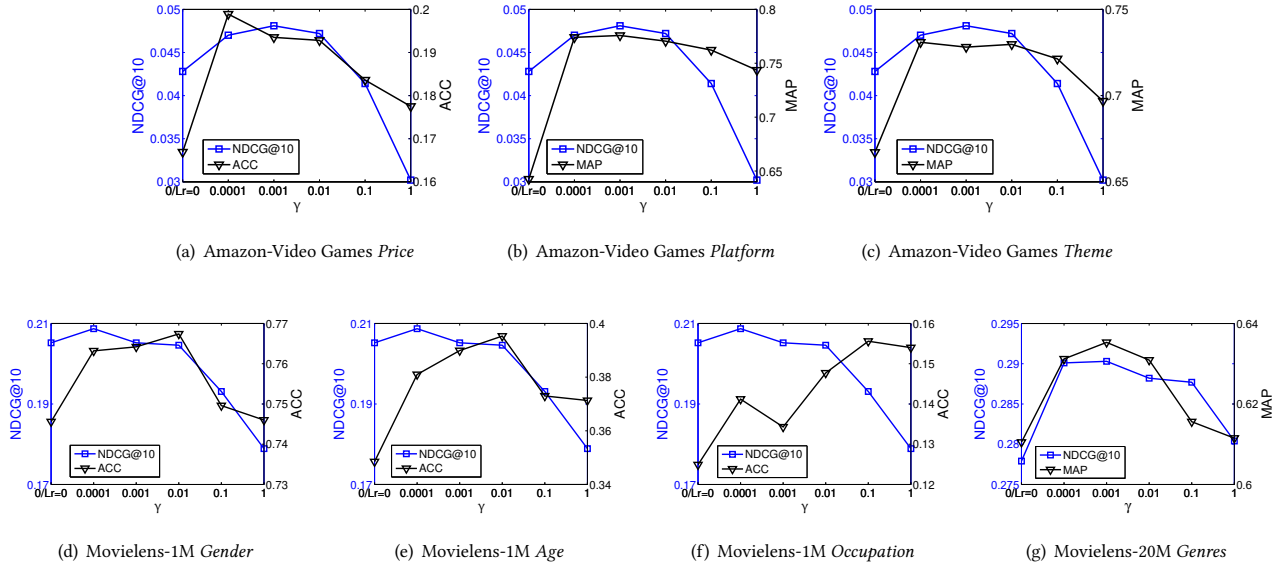 0.05 0.2 0.05 0.8 0.05 0.75
0.045 0.19 0.045 0.045
0.04 0.18 0.04 0.75 0.04 0.7
NDCG@10 ACC NDCG@10 MAP NDCG@10 MAP
0.035 0.17 0.035 0.7 0.035
NDCG@10 NDCG@10 NDCG@10
ACC MAP MAP
0.65
0.03 0.16 0.03 0.03 0.65
0/Lr=0 0.0001 0.001 0.01 0.1 1 0/Lr=0 0.0001 0.001 0.01 0.1 1 0/Lr=0 0.0001 0.001 0.01 0.1 1
γ γ γ
(a) Amazon-Video Games Price (b) Amazon-Video Games Platform (c) Amazon-Video Games Theme
0.21 0.77 0.21 0.4 0.21 0.16 0.295 0.64
0.76 0.15 0.29
0.38
0.19 0.75 0.19 0.19 0.14 0.285 0.62
NDCG@10 ACC NDCG@10 ACC NDCG@10 ACC NDCG@10 MAP
0.74 0.36 0.13 0.28
NDCG@10 NDCG@10 NDCG@10 NDCG@10
ACC ACC ACC MAP
0.17 0.73 0.17 0.34 0.17 0.12 0.275 0.6
0/Lr=0 0.0001 0.001 0.01 0.1 1 0/Lr=0 0.0001 0.001 0.01 0.1 1 0/Lr=0 0.0001 0.001 0.01 0.1 1 0/Lr=0 0.0001 0.001 0.01 0.1 1
γ γ γ γ
(d) Movielens-1M Gender (e) Movielens-1M Age (f) Movielens-1M Occupation (g) Movielens-20M Genres